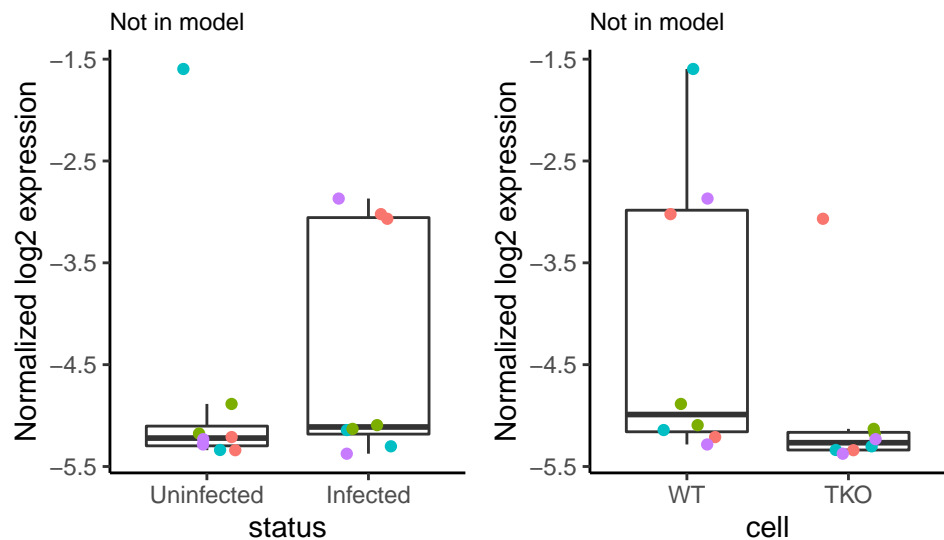 Not in model
Normalized log2 expression
−1.5
−2.5
−3.5
−4.5
−5.5
Uninfected
Infected
status
Not in model
Normalized log2 expression
−1.5
−2.5
−3.5
−4.5
−5.5
WT
TKO
cell